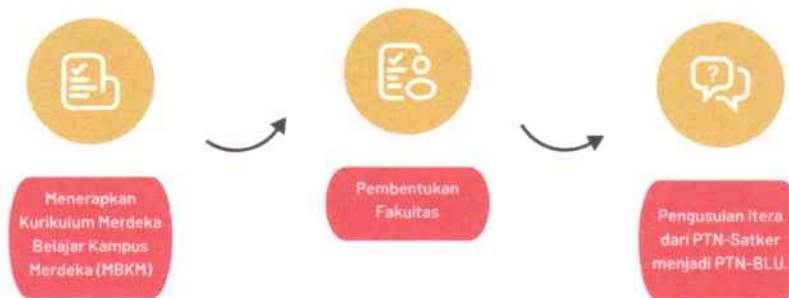 Menerapkan
Kurikulum Merdeka
Belajar Kampus
Merdeka (MBKM)
Pembentukan
Fakultas
?
Pengusulan Itera
dari PTN-Satker
menjadi PTN-BLU.